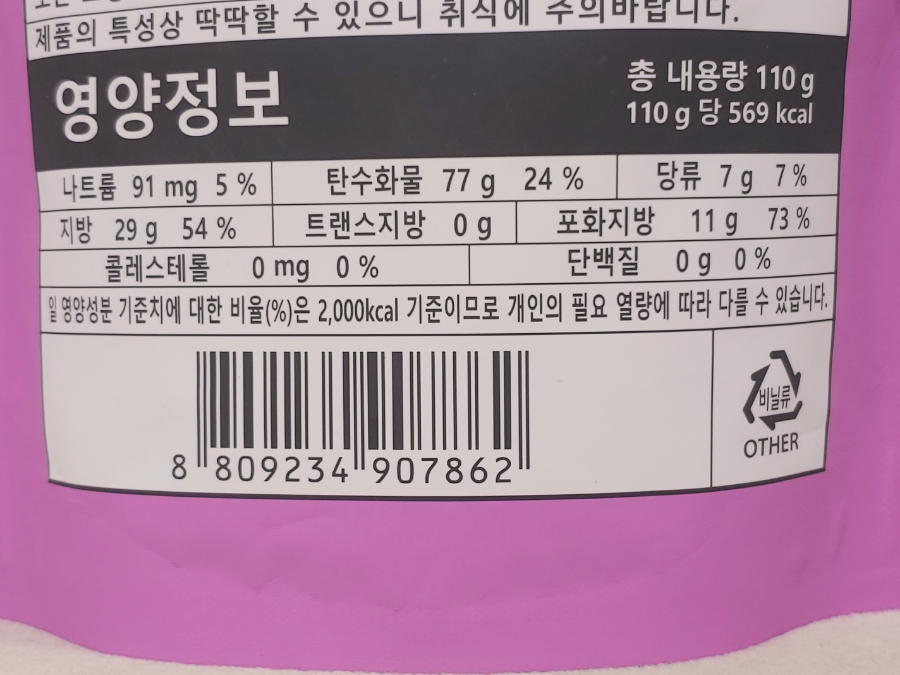 제품의 특성상 딱딱할 수 있으니 취식에 주의바랍니다.
영양정보
총 내용량 110 g
110 g 당 569 kcal
나트륨 91 mg 5 % 탄수화물 77 g 24 % 당류 7 g 7 %
지방 29 g 54 % 트랜스지방 0 g 포화지방 11 g 73 %
콜레스테롤 0 mg 0 % 단백질 0 g 0 %
일 영양성분 기준치에 대한 비율(%)은 2,000kcal 기준이므로 개인의 필요 열량에 따라 다를 수 있습니다.
비닐류
OTHER
8 809234 907862